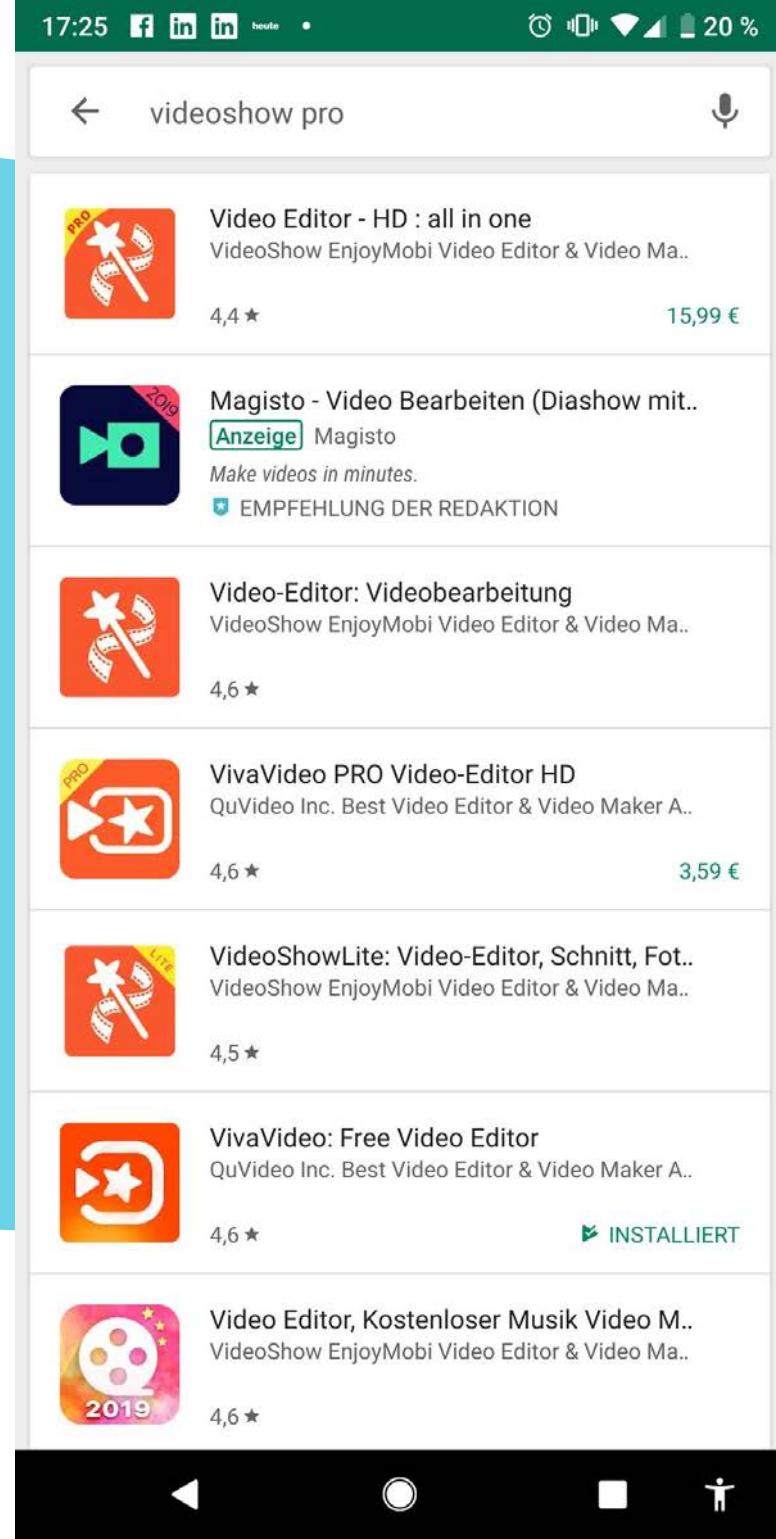 17:25 heute 20 %
videoshow pro
PRO
Video Editor - HD : all in one
VideoShow EnjoyMobi Video Editor & Video Ma..
4,4 ★ 15,99 €
2019
Magisto - Video Bearbeiten (Diashow mit..
Anzeige Magisto
Make videos in minutes.
EMPFEHLUNG DER REDAKTION
Video-Editor: Videobearbeitung
VideoShow EnjoyMobi Video Editor & Video Ma..
4,6 ★
PRO
VivaVideo PRO Video-Editor HD
QuVideo Inc. Best Video Editor & Video Maker A..
4,6 ★ 3,59 €
LITE
VideoShowLite: Video-Editor, Schnitt, Fot..
VideoShow EnjoyMobi Video Editor & Video Ma..
4,5 ★
VivaVideo: Free Video Editor
QuVideo Inc. Best Video Editor & Video Maker A..
4,6 ★ INSTALLIERT
Video Editor, Kostenloser Musik Video M..
VideoShow EnjoyMobi Video Editor & Video Ma..
2019
4,6 ★